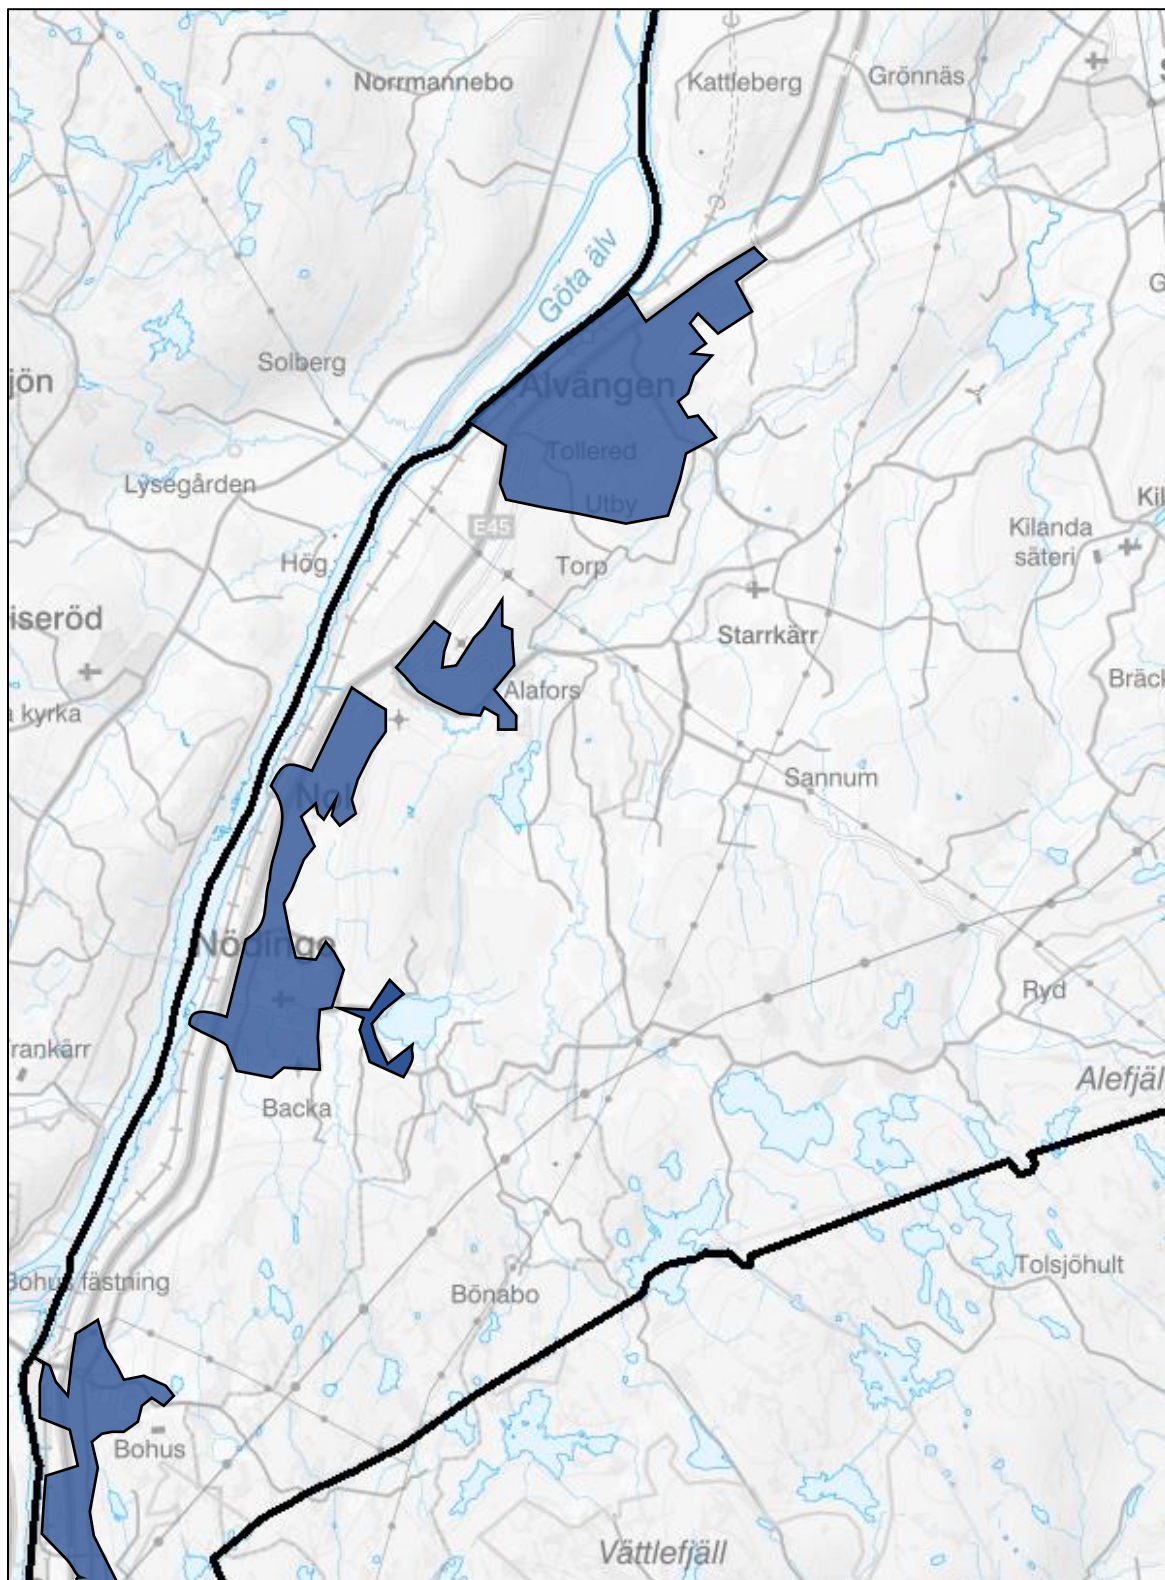 Norrmannebo
Kattleberg
Grönnäs
S
Göta älv
G
Solberg
jön
Alvängen
Tollered
Lysegården
Utby
Kil
E45
Kilanda
säteri
Hög
Torp
iseröd
Starrkärr
Bräck
Alafors
a kyrka
Sannum
Nol
Nödinge
Ryd
rankärr
Alefjäl
Backa
Tolsjöhult
Bohus fästning
Bönabo
Bohus
Vättlefjäll